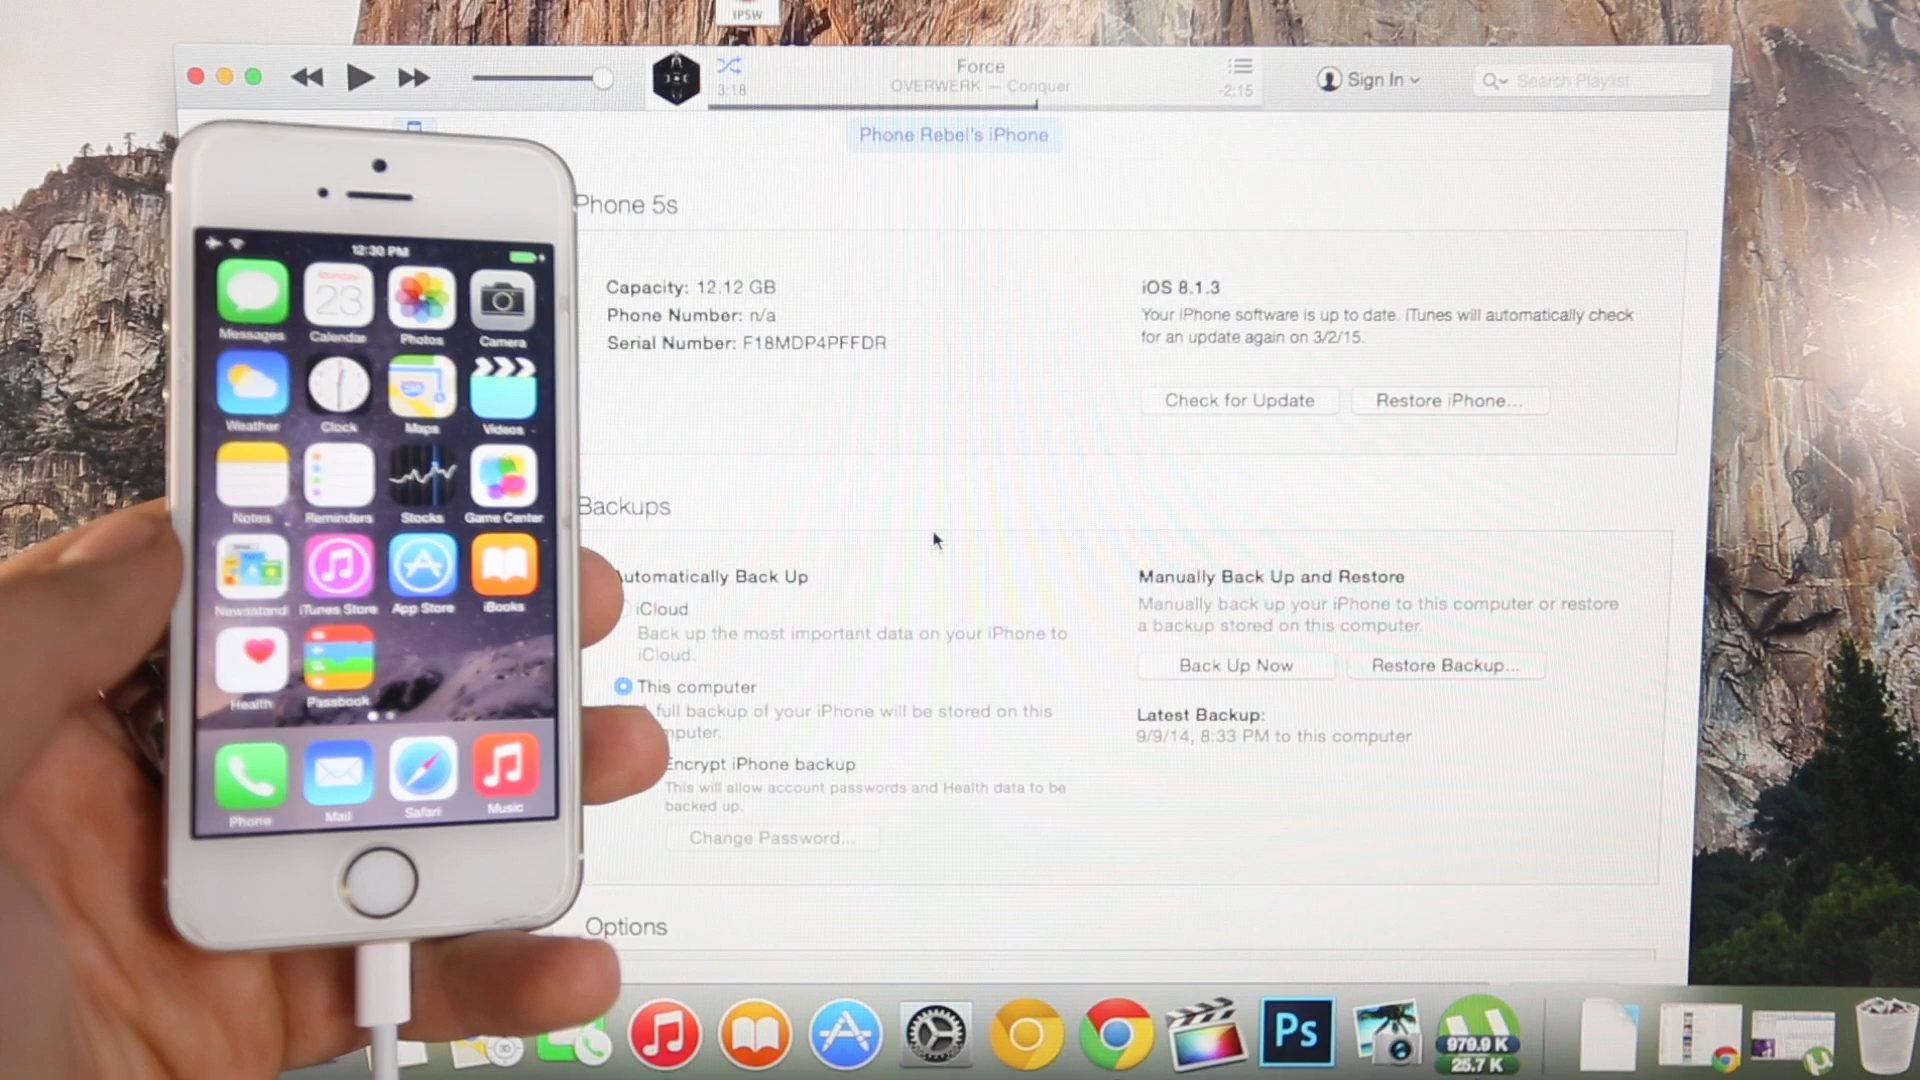 IPSW
Force
OVERWERK — Conquer
3:18
-2:15
Sign In
Search Playlist
Phone Rebel's iPhone
Phone 5s
Capacity: 12.12 GB
Phone Number: n/a
Serial Number: F18MDP4PFFDR
iOS 8.1.3
Your iPhone software is up to date. iTunes will automatically check
for an update again on 3/2/15.
Check for Update
Restore iPhone...
Backups
Automatically Back Up
iCloud
Back up the most important data on your iPhone to
iCloud.
This computer
full backup of your iPhone will be stored on this
mputer.
Encrypt iPhone backup
This will allow account passwords and Health data to be
backed up.
Change Password...
Manually Back Up and Restore
Manually back up your iPhone to this computer or restore
a backup stored on this computer.
Back Up Now
Restore Backup...
Latest Backup:
9/9/14, 8:33 PM to this computer
Options
12:30 PM
Monday
23
Messages
Calendar
Photos
Camera
Weather
Clock
Maps
Videos
Notes
Reminders
Stocks
Game Center
Newsstand
iTunes Store
App Store
iBooks
Health
Passbook
Phone
Mail
Safari
Music
Ps
979.9 K
25.7 K